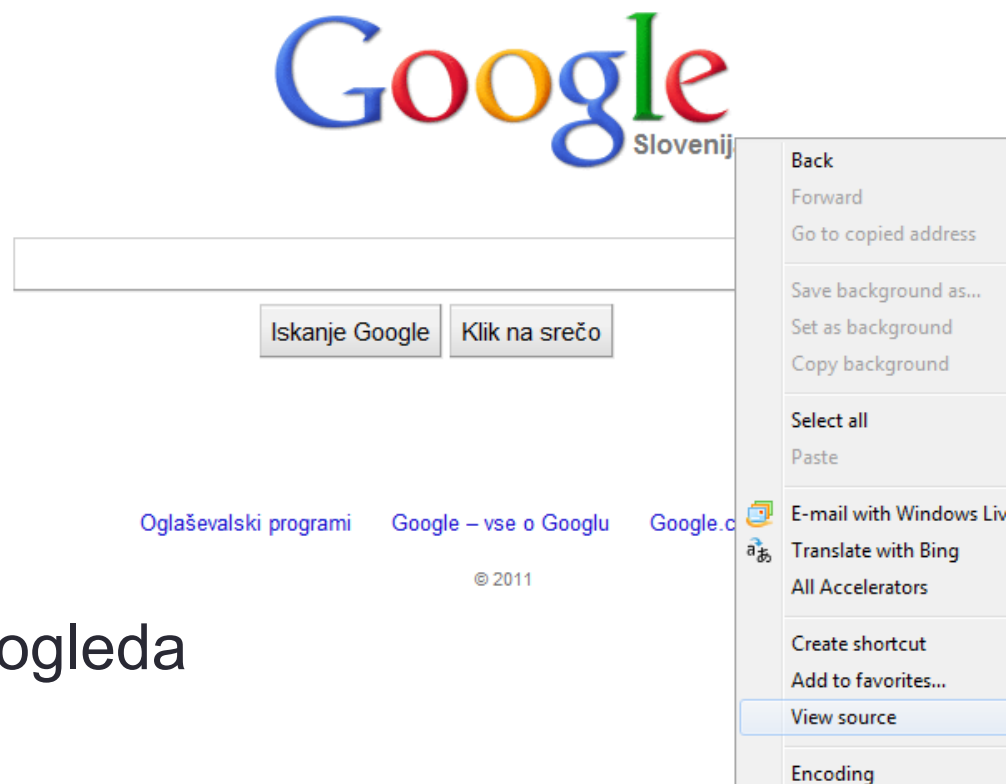 Google
Slovenij
Iskanje Google
Klik na srečo
Oglaševalski programi
Google – vse o Googlu
Google.c
© 2011
ogleda
Back
Forward
Go to copied address
Save background as...
Set as background
Copy background
Select all
Paste
E-mail with Windows Liv
Translate with Bing
All Accelerators
Create shortcut
Add to favorites...
View source
Encoding